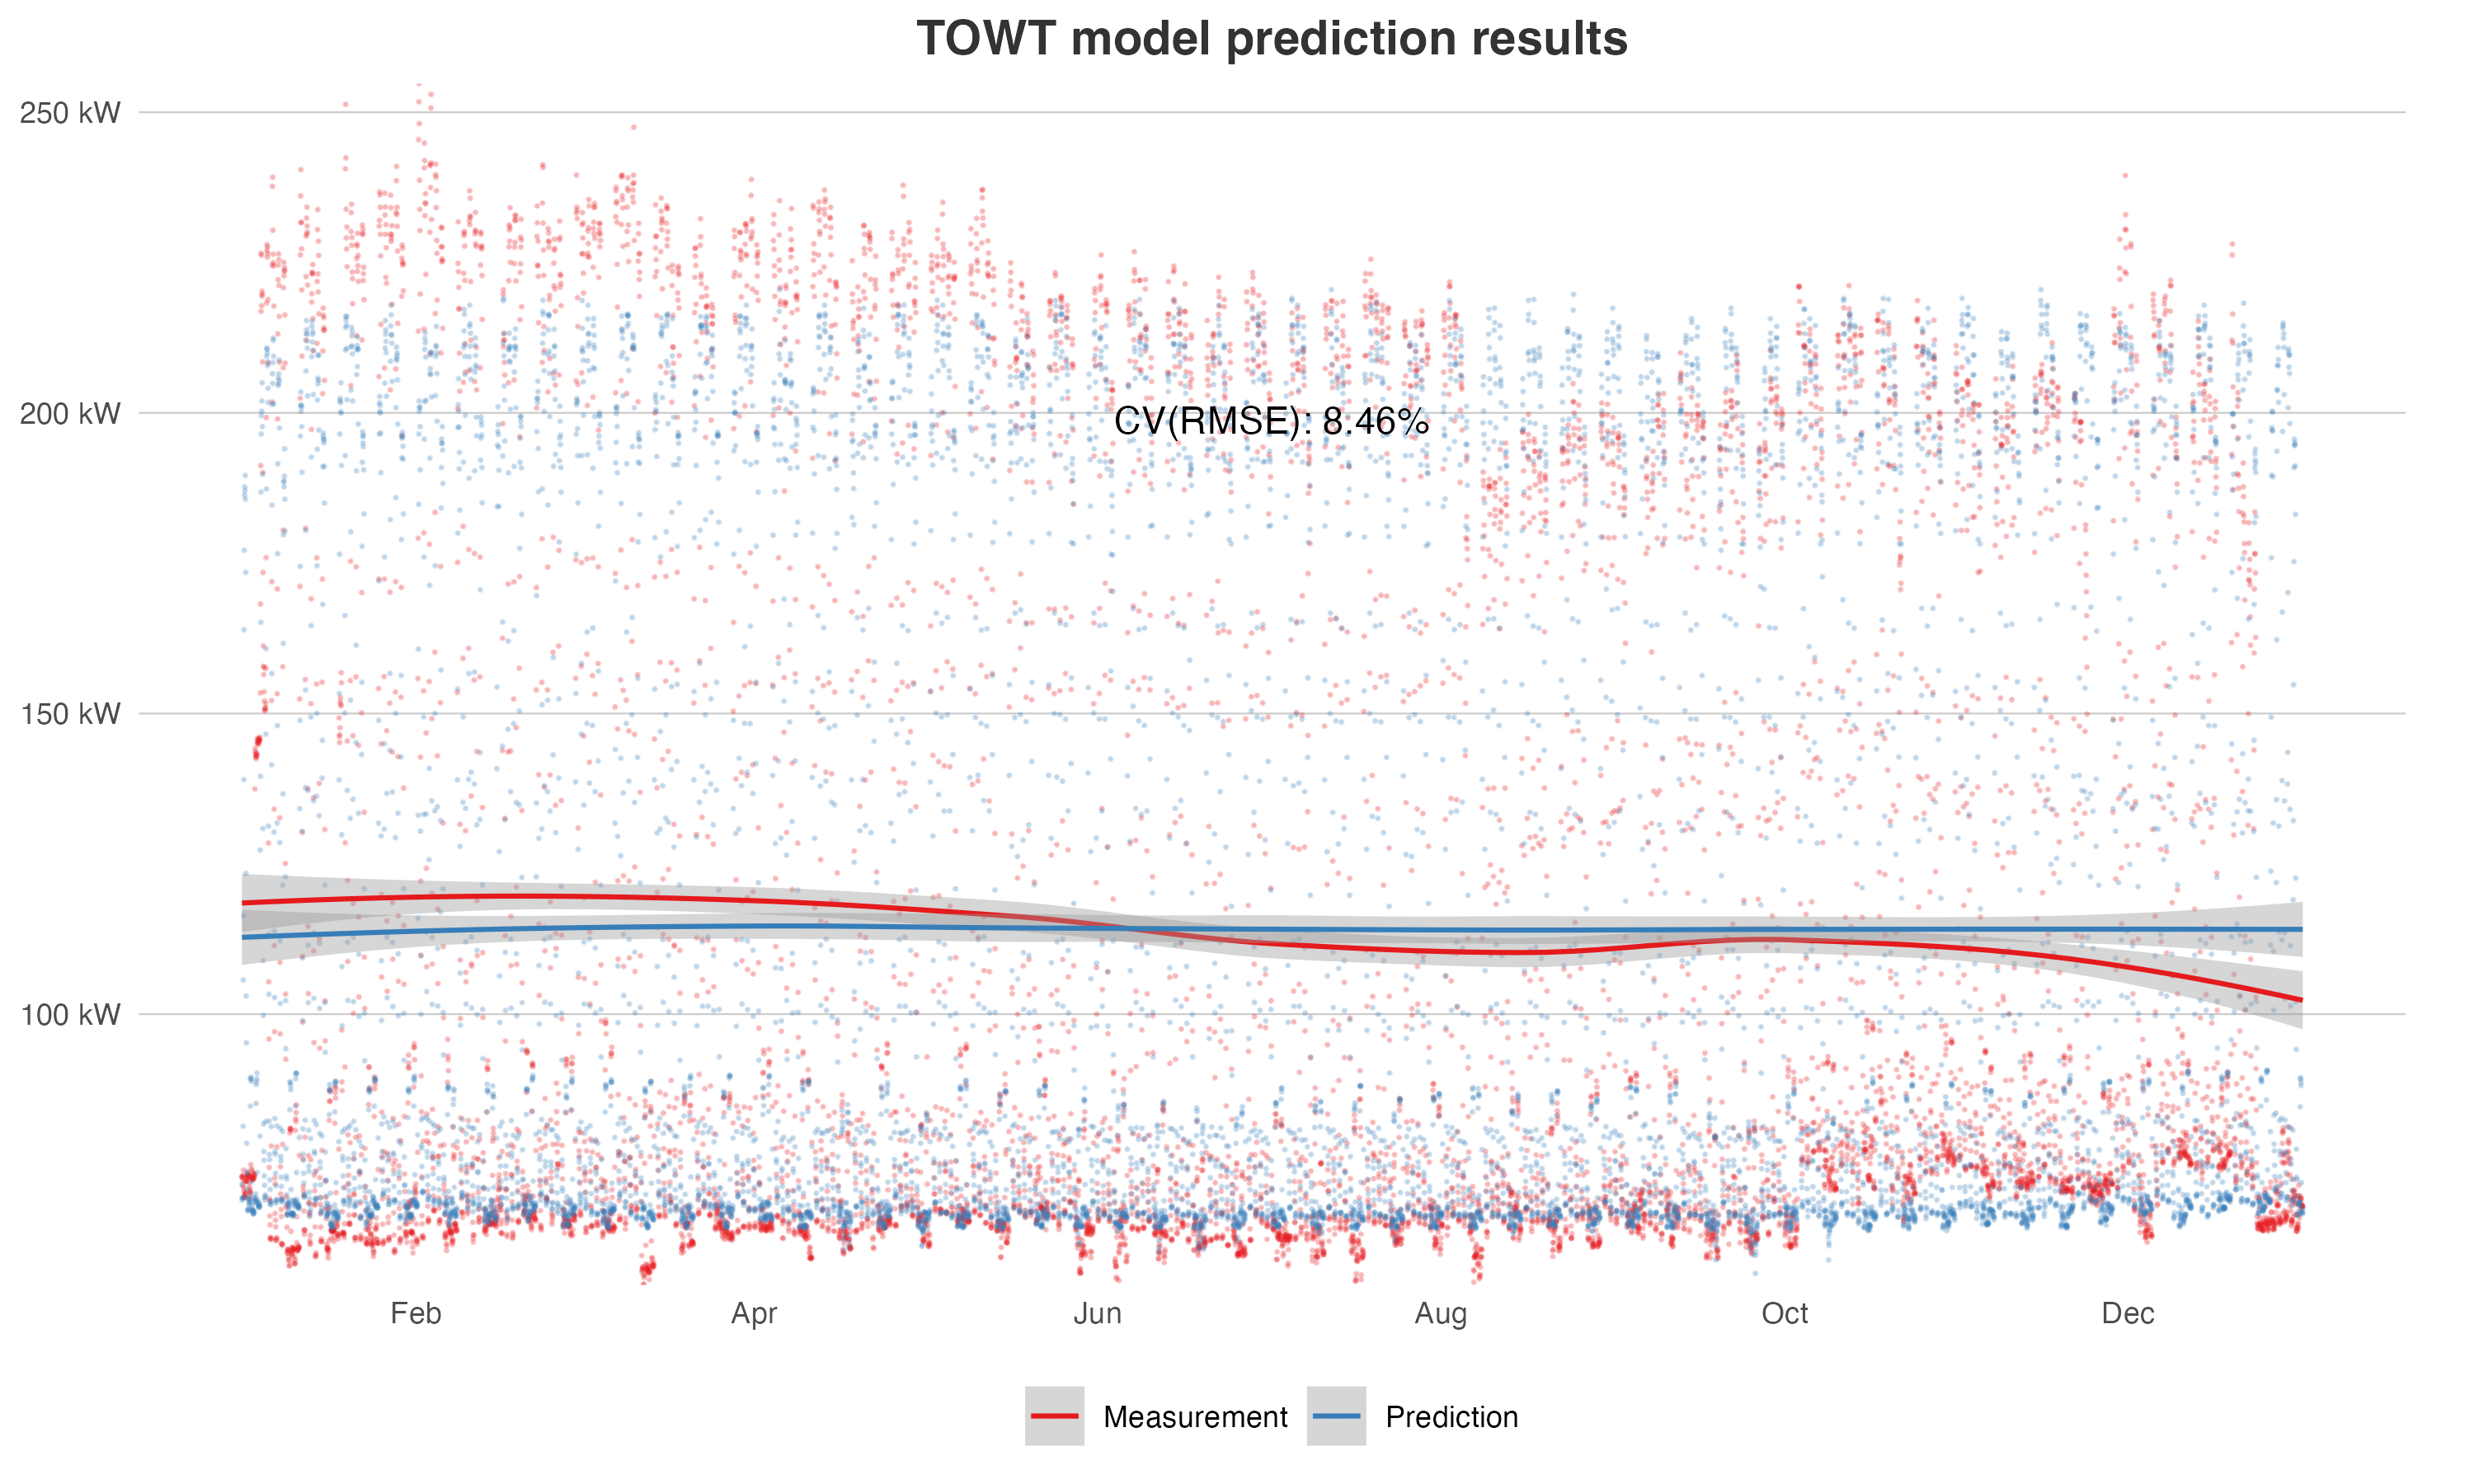 TOWT model prediction results
250 kW
200 kW
CV(RMSE): 8.46%
150 kW
100 kW
Feb Apr Jun Aug Oct Dec
Measurement Prediction